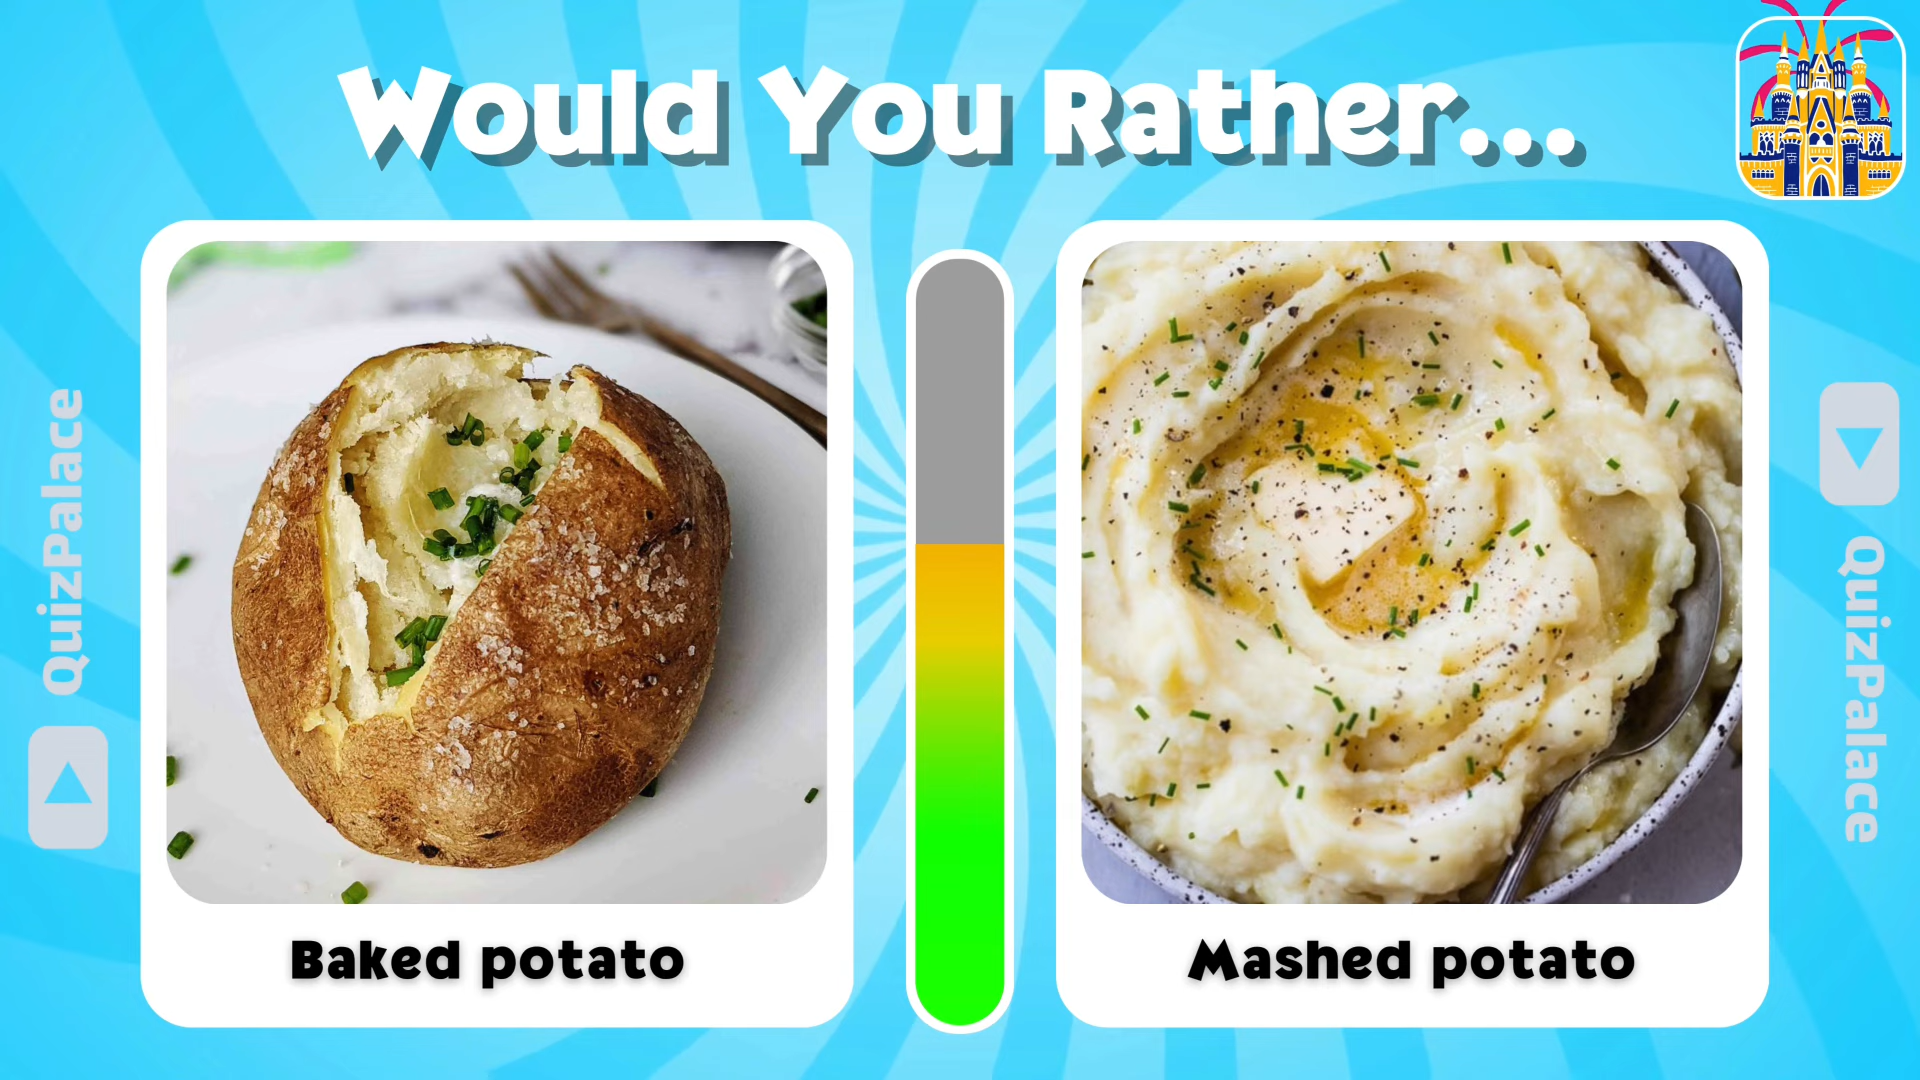 Would You Rather...
QuizPalace
Baked potato
Mashed potato
QuizPalace